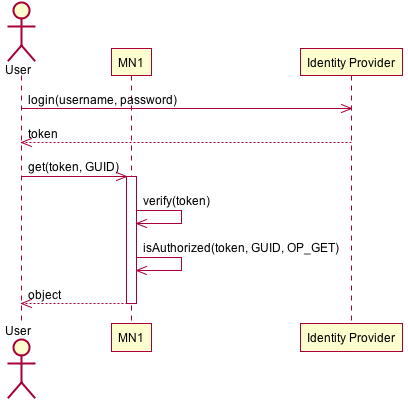 User
MN1
Identity Provider
login(username, password)
token
get(token, GUID)
verify(token)
isAuthorized(token, GUID, OP_GET)
object
User
MN1
Identity Provider